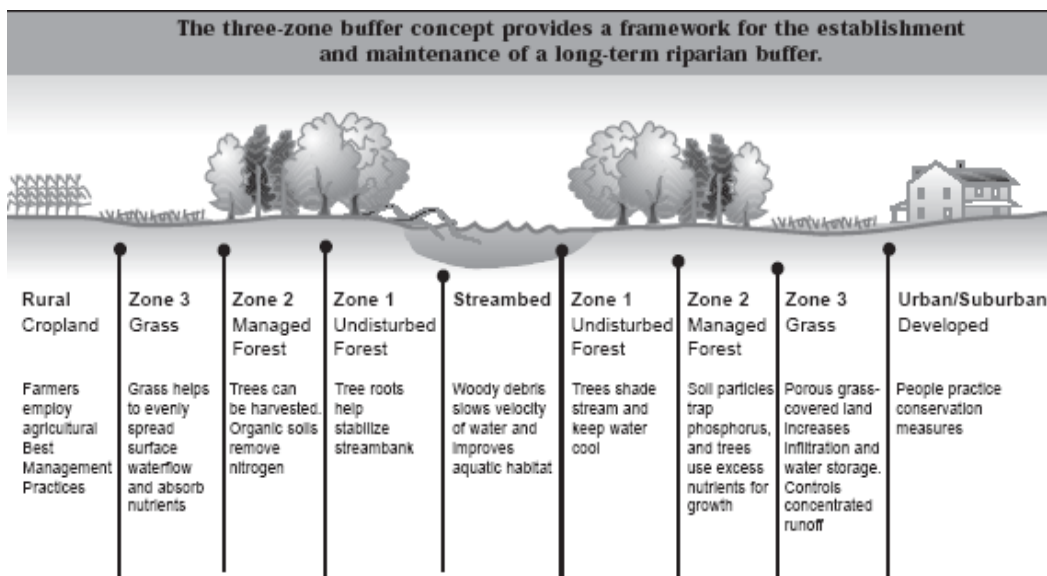 The three-zone buffer concept provides a framework for the establishment
and maintenance of a long-term riparian buffer.
Rural
Cropland
Farmers
employ
agricultural
Best
Management
Practices
Zone 3
Grass
Grass helps
to evenly
spread
surface
waterflow
and absorb
nutrients
Zone 2
Managed
Forest
Trees can
be harvested.
Organic soils
remove
nitrogen
Zone 1
Undisturbed
Forest
Tree roots
help
stabilize
streambank
Streambed
Woody debris
slows velocity
of water and
improves
aquatic habitat
Zone 1
Undisturbed
Forest
Trees shade
stream and
keep water
cool
Zone 2
Managed
Forest
Soil particles
trap
phosphorus,
and trees
use excess
nutrients for
growth
Zone 3
Grass
Porous grass-
covered land
increases
infiltration and
water storage.
Controls
concentrated
runoff
Urban/Suburban
Developed
People practice
conservation
measures